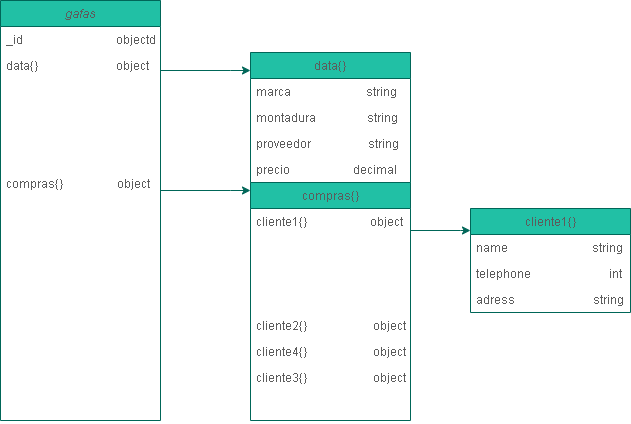 gafas
_id objectd
data{} object
compras{} object
data{}
marca string
montadura string
proveedor string
precio decimal
compras{}
cliente1{} object
cliente2{} object
cliente4{} object
cliente3{} object
cliente1{}
name string
telephone int
adress string